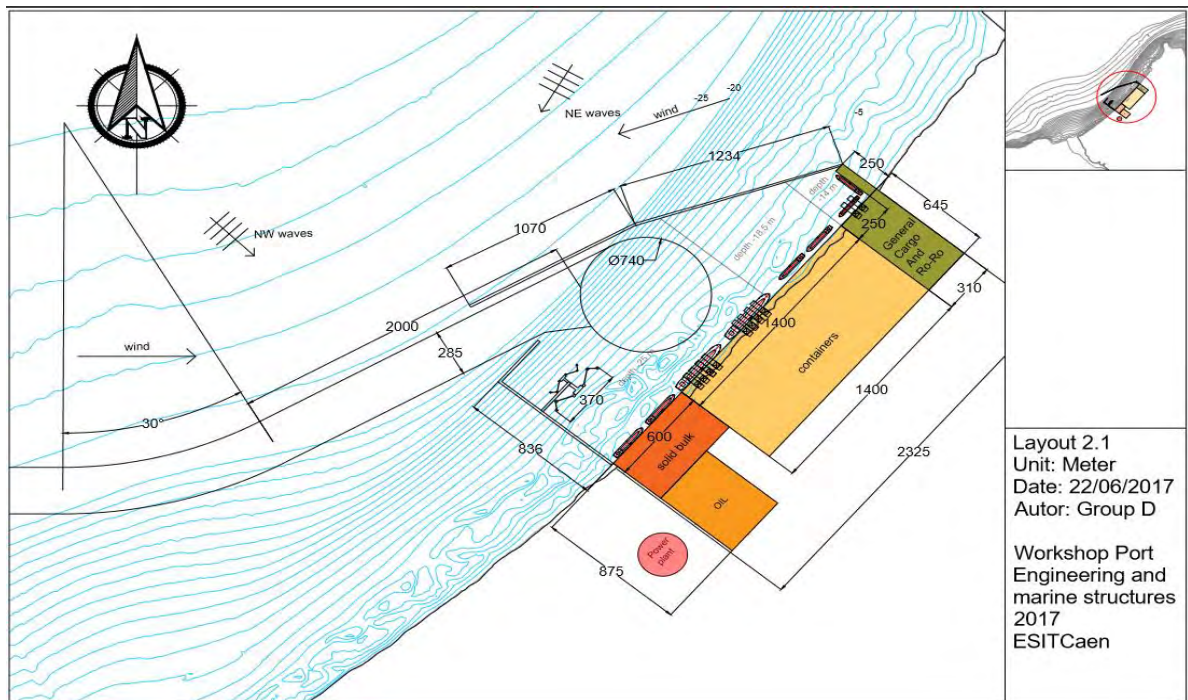 N
NE waves
wind
-25
-20
-5
1234
250
645
NW waves
1070
depth
-14 m
250
General
Cargo
And
Ro-Ro
depth -18,5 m
Ø740
310
2000
wind
285
1400
containers
1400
370
30°
836
600
solid bulk
2325
OIL
Power
plant
875
Layout 2.1
Unit: Meter
Date: 22/06/2017
Autor: Group D
Workshop Port
Engineering and
marine structures
2017
ESITCaen